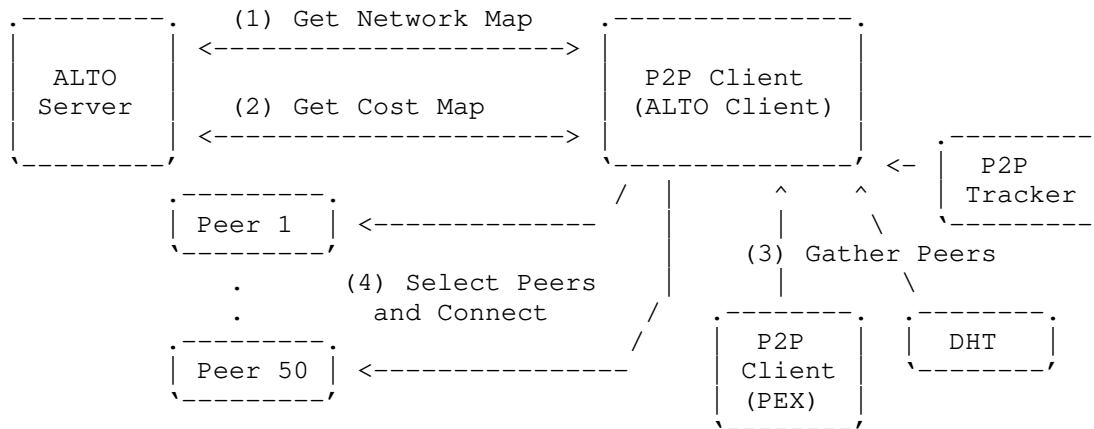 (1) Get Network Map
ALTO
Server
P2P Client
(ALTO Client)
(2) Get Cost Map
P2P
Tracker
Peer 1
(3) Gather Peers
(4) Select Peers
and Connect
Peer 50
P2P
Client
(PEX)
DHT